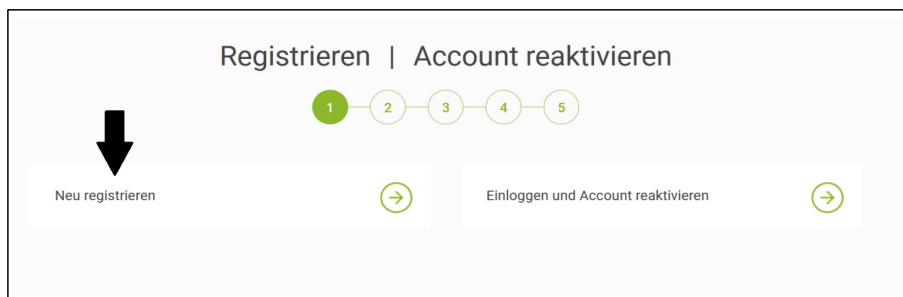 Registrieren | Account reaktivieren
1 2 3 4 5
Neu registrieren
Einloggen und Account reaktivieren